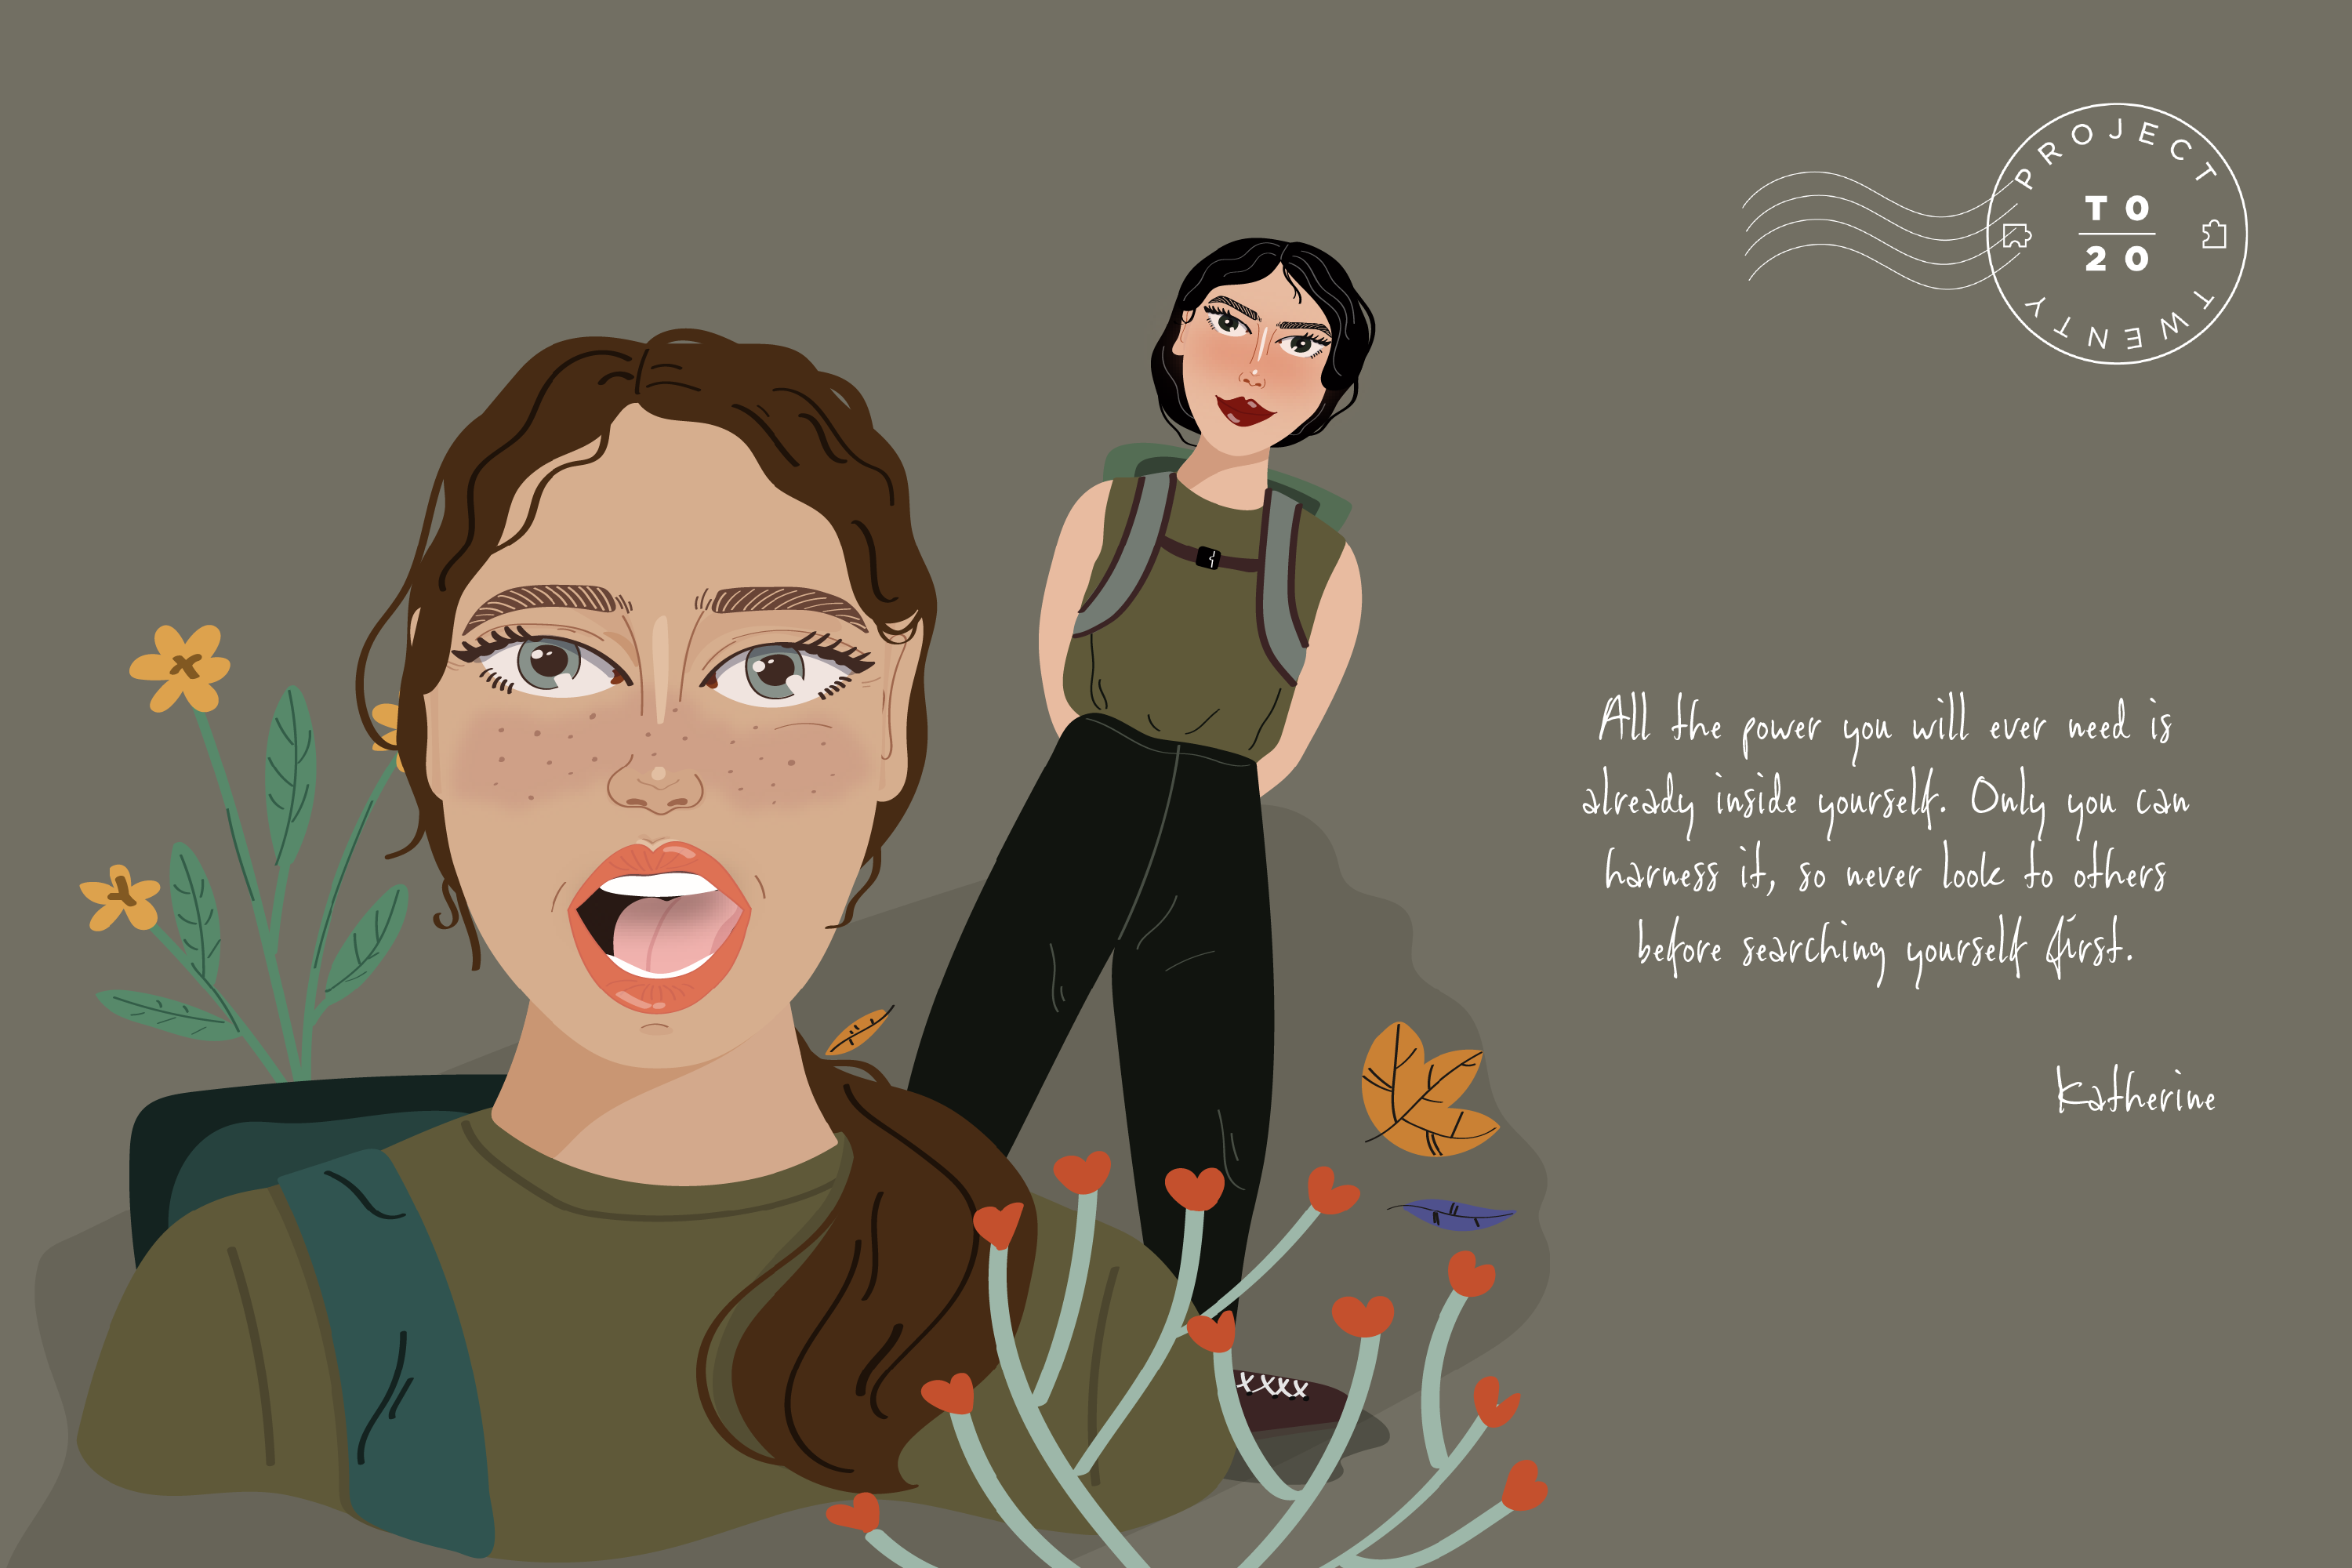 PROJECT
TO
20
TWENTY
All the power you will ever need is
already inside yourself. Only you can
harness it, so never look to others
before searching yourself first.
Katherine